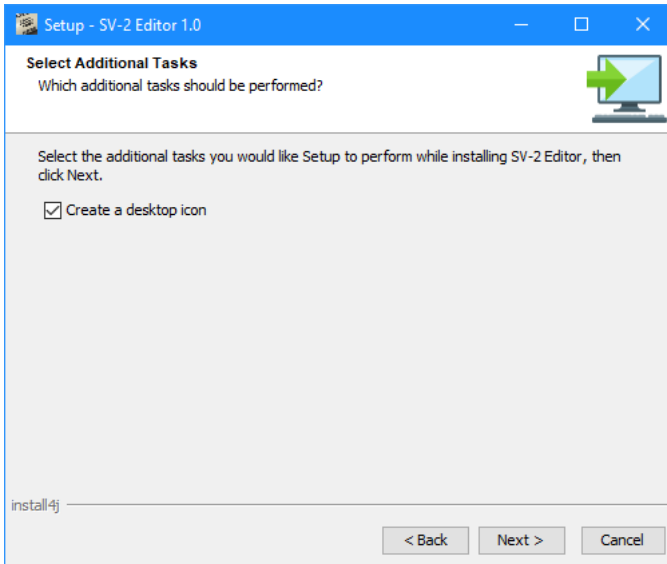 Setup - SV-2 Editor 1.0
Select Additional Tasks
Which additional tasks should be performed?
Select the additional tasks you would like Setup to perform while installing SV-2 Editor, then
click Next.
Create a desktop icon
install4j
< Back Next > Cancel